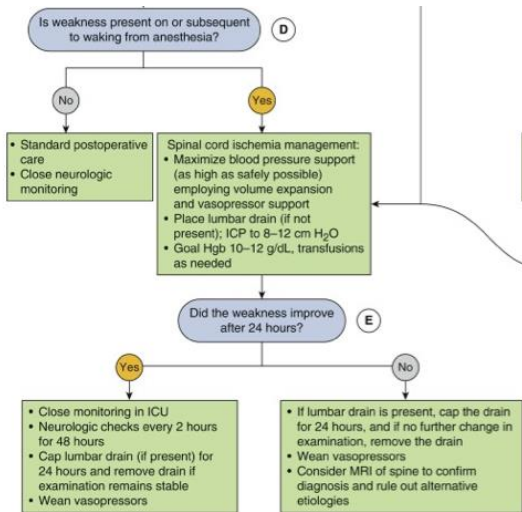 Is weakness present on or subsequent
to waking from anesthesia?
D
No
Yes
• Standard postoperative
care
• Close neurologic
monitoring
Spinal cord ischemia management:
• Maximize blood pressure support
(as high as safely possible)
employing volume expansion
and vasopressor support
• Place lumbar drain (if not
present); ICP to 8–12 cm H₂O
• Goal Hgb 10–12 g/dL, transfusions
as needed
Did the weakness improve
after 24 hours?
E
Yes
No
• Close monitoring in ICU
• Neurologic checks every 2 hours
for 48 hours
• Cap lumbar drain (if present) for
24 hours and remove drain if
examination remains stable
• Wean vasopressors
• If lumbar drain is present, cap the drain
for 24 hours, and if no further change in
examination, remove the drain
• Wean vasopressors
• Consider MRI of spine to confirm
diagnosis and rule out alternative
etiologies